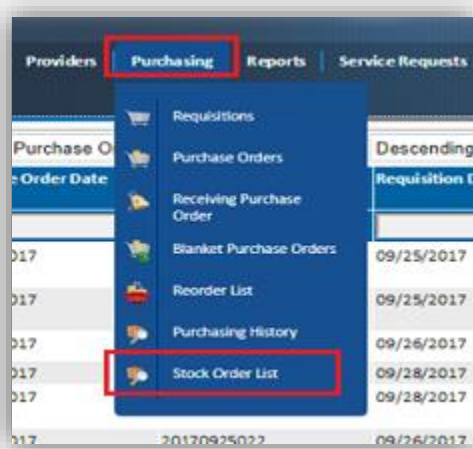 Providers Purchasing Reports Service Requests
Requisitions
Purchase O Purchase Orders Descending
Order Date Requisition
Receiving Purchase
Order
017 Blanket Purchase Orders 09/25/2017
017 Reorder List 09/25/2017
017 Purchasing History 09/26/2017
017 Stock Order List 09/28/2017
017 09/28/2017
017 20170925022 09/26/2017